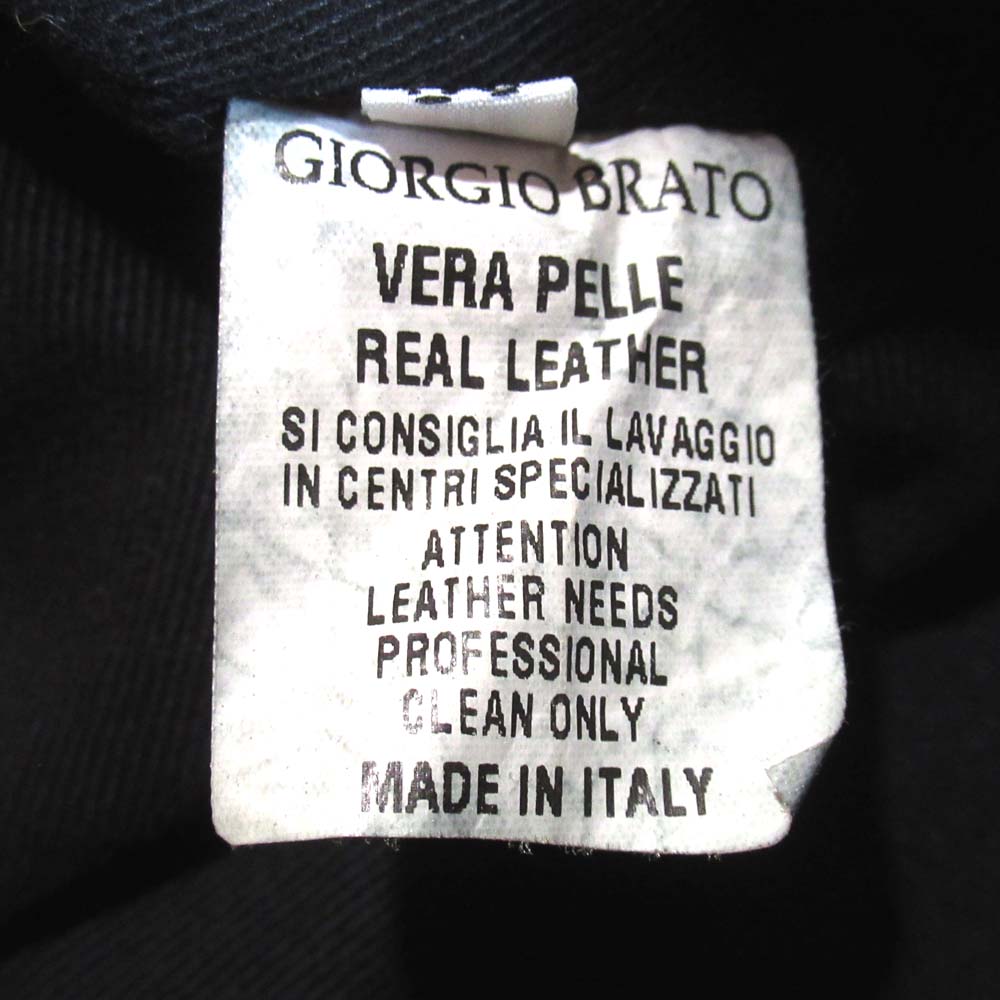 GIORGIO BRATO
VERA PELLE
REAL LEATHER
SI CONSIGLIA IL LAVAGGIO
IN CENTRI SPECIALIZZATI
ATTENTION
LEATHER NEEDS
PROFESSIONAL
CLEAN ONLY
MADE IN ITALY